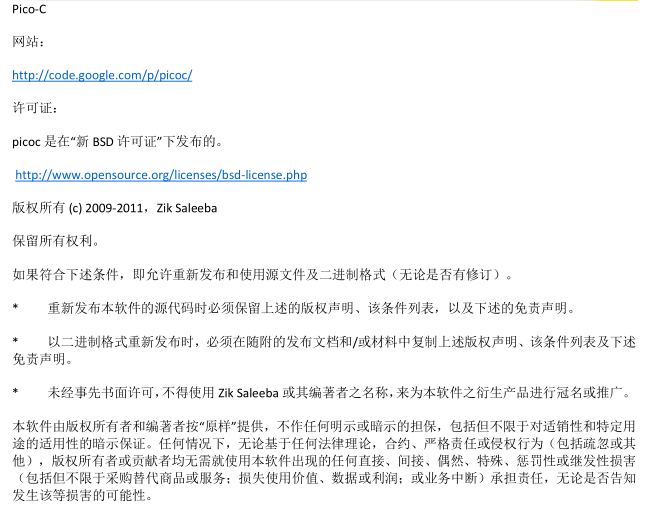 Pico-C
网站：
http://code.google.com/p/picoc/
许可证：
picoc 是在“新 BSD 许可证”下发布的。
http://www.opensource.org/licenses/bsd-license.php
版权所有 (c) 2009-2011，Zik Saleeba
保留所有权利。
如果符合下述条件，即允许重新发布和使用源文件及二进制格式（无论是否有修订）。
* 重新发布本软件的源代码时必须保留上述的版权声明、该条件列表，以及下述的免责声明。
* 以二进制格式重新发布时，必须在随附的发布文档和/或材料中复制上述版权声明、该条件列表及下述
免责声明。
* 未经事先书面许可，不得使用 Zik Saleeba 或其编著者之名称，来为本软件之衍生产品进行冠名或推广。
本软件由版权所有者和编著者按“原样”提供，不作任何明示或暗示的担保，包括但不限于对适销性和特定用
途的适用性的暗示保证。任何情况下，无论基于任何法律理论，合约、严格责任或侵权行为（包括疏忽或其
他），版权所有者或贡献者均无需就使用本软件出现的任何直接、间接、偶然、特殊、惩罚性或继发性损害
（包括但不限于采购替代商品或服务；损失使用价值、数据或利润；或业务中断）承担责任，无论是否告知
发生该等损害的可能性。